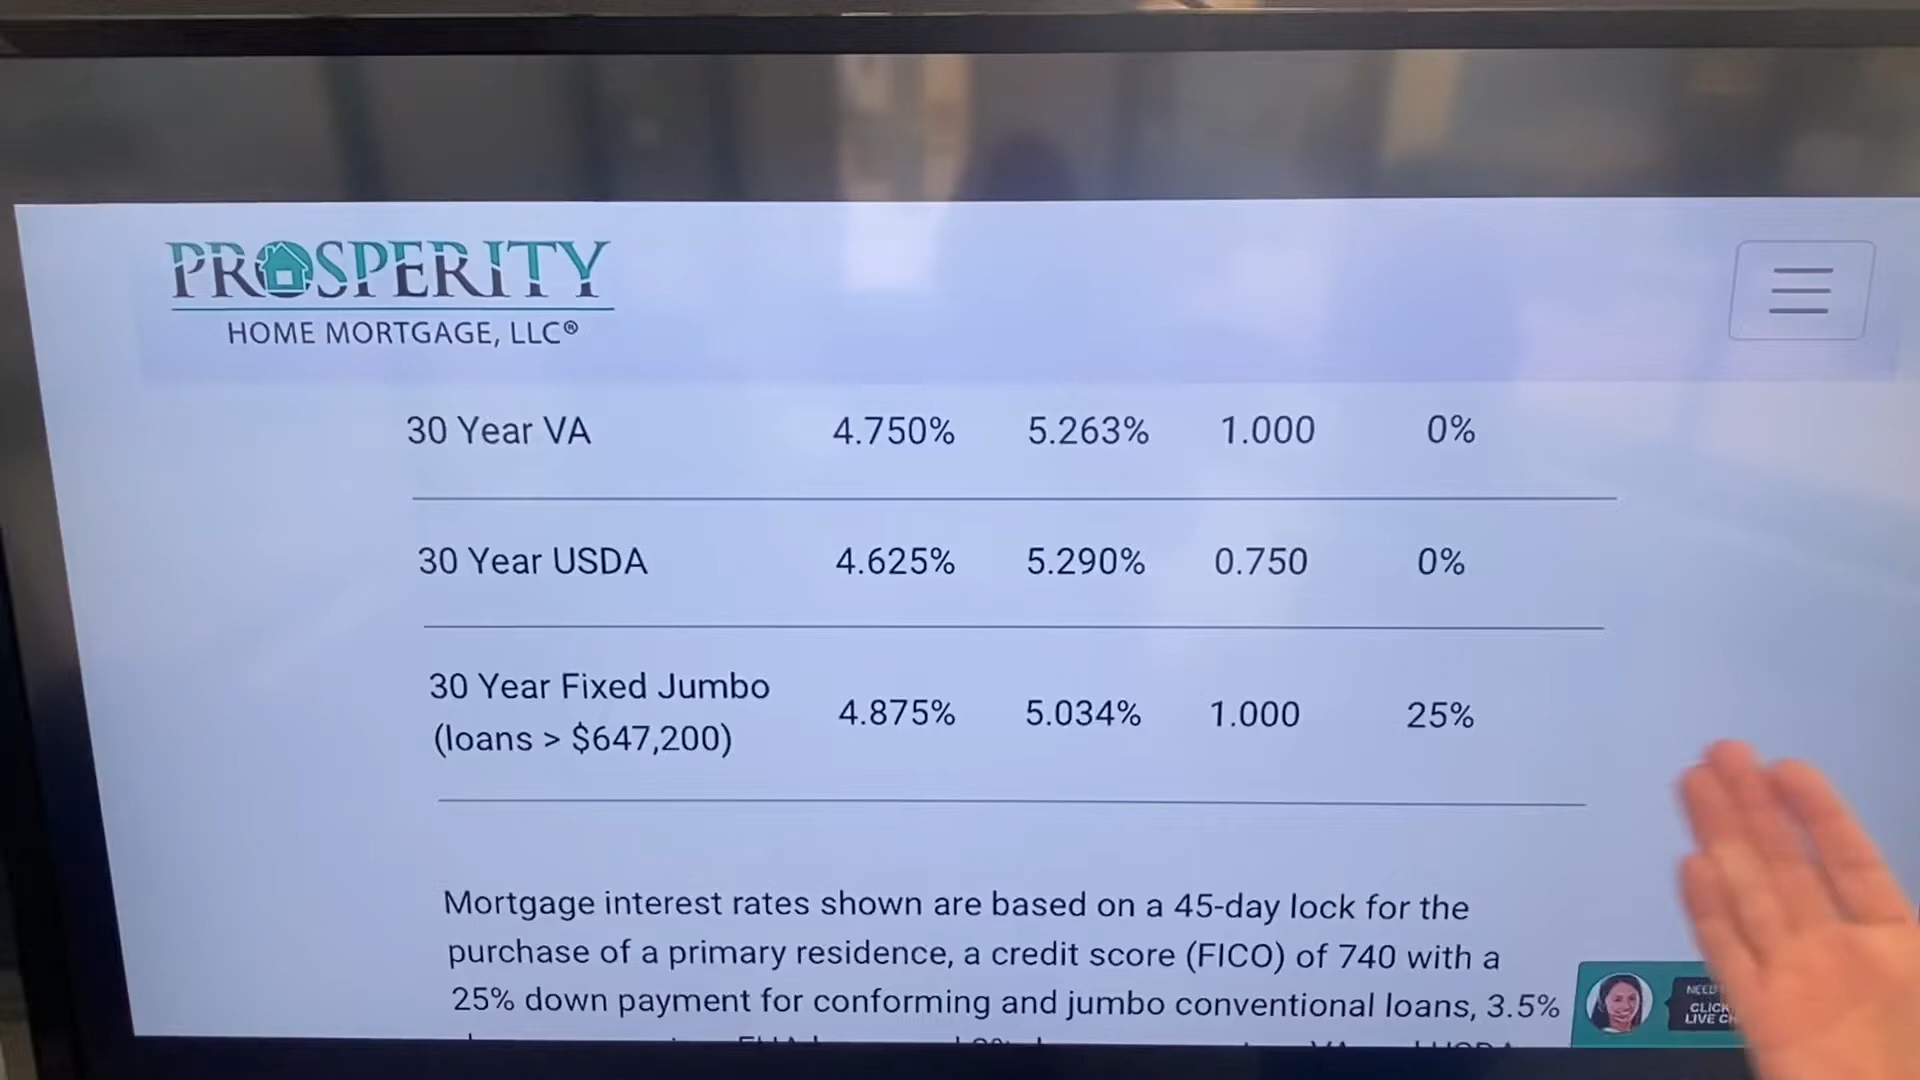 PROSPERITY
HOME MORTGAGE, LLC®
30 Year VA 4.750% 5.263% 1.000 0%
30 Year USDA 4.625% 5.290% 0.750 0%
30 Year Fixed Jumbo
(loans > $647,200) 4.875% 5.034% 1.000 25%
Mortgage interest rates shown are based on a 45-day lock for the
purchase of a primary residence, a credit score (FICO) of 740 with a
25% down payment for conforming and jumbo conventional loans, 3.5%
CLICK
LIVE